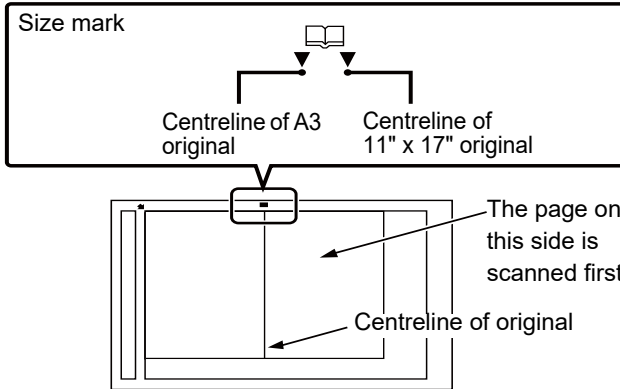 Size mark
Centreline of A3
original
Centreline of
11" x 17" original
The page on
this side is
scanned first
Centreline of original